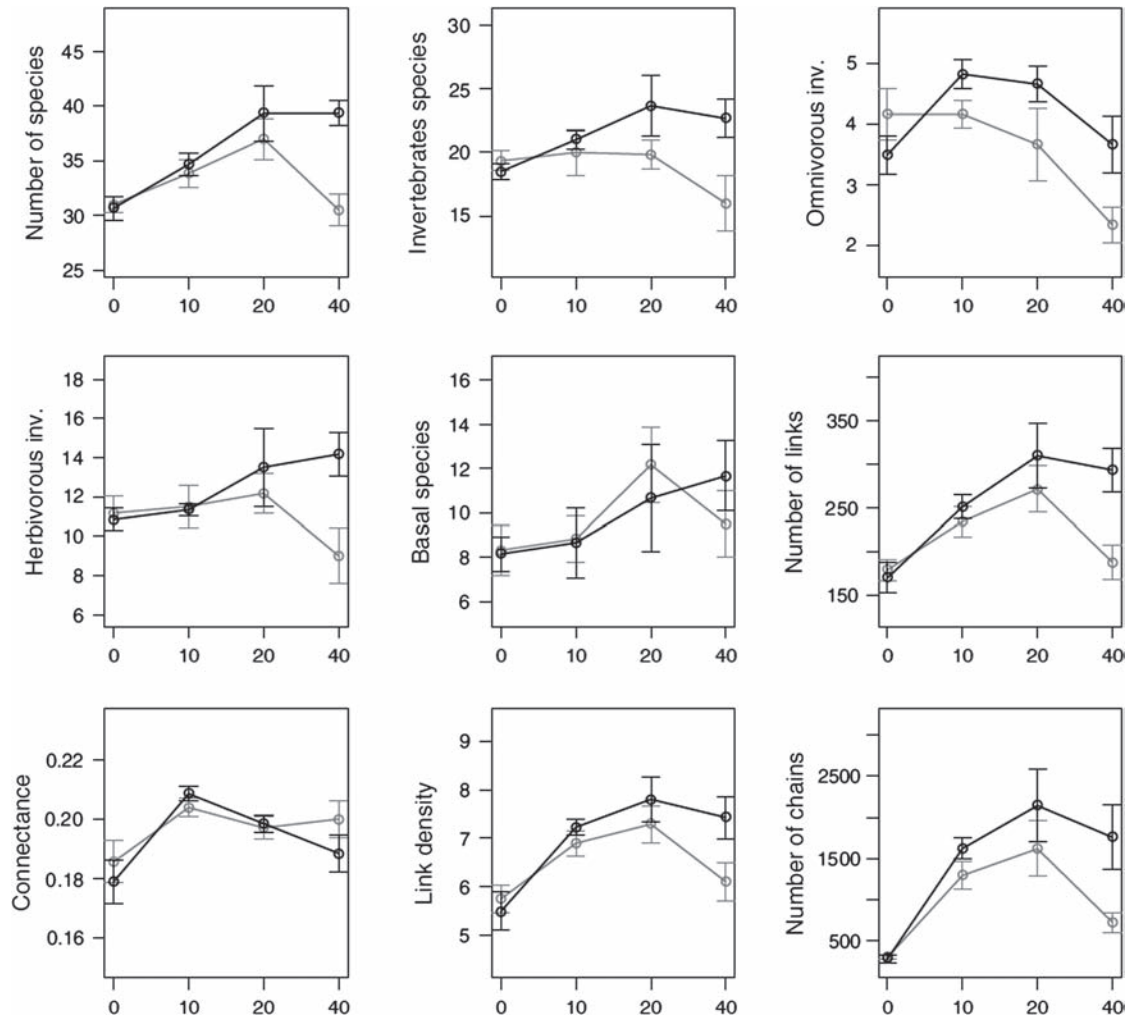 Number of species
45
40
35
30
25
0 10 20 40
Invertebrates species
30
25
20
15
0 10 20 40
Omnivorous inv.
5
4
3
2
0 10 20 40
Herbivorous inv.
18
16
14
12
10
8
6
0 10 20 40
Basal species
16
14
12
10
8
6
0 10 20 40
Number of links
350
250
150
0 10 20 40
Connectance
0.22
0.20
0.18
0.16
0 10 20 40
Link density
9
8
7
6
5
0 10 20 40
Number of chains
2500
1500
500
0 10 20 40